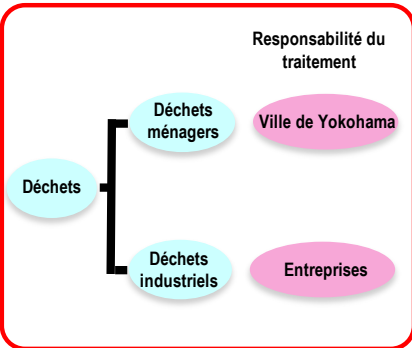 Responsabilité du
traitement
Déchets
ménagers
Ville de Yokohama
Déchets
Déchets
industriels
Entreprises